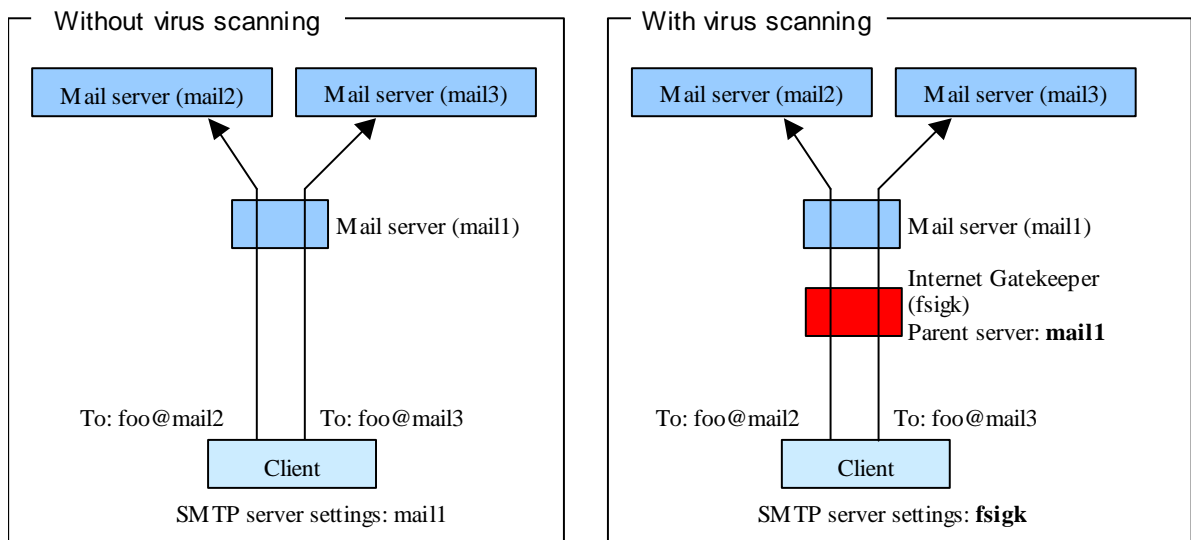 Without virus scanning
Mail server (mail2)
Mail server (mail3)
Mail server (mail1)
To: foo@mail2
To: foo@mail3
Client
SMTP server settings: mail1
With virus scanning
Mail server (mail2)
Mail server (mail3)
Mail server (mail1)
Internet Gatekeeper
(fsigk)
Parent server: mail1
To: foo@mail2
To: foo@mail3
Client
SMTP server settings: fsigk